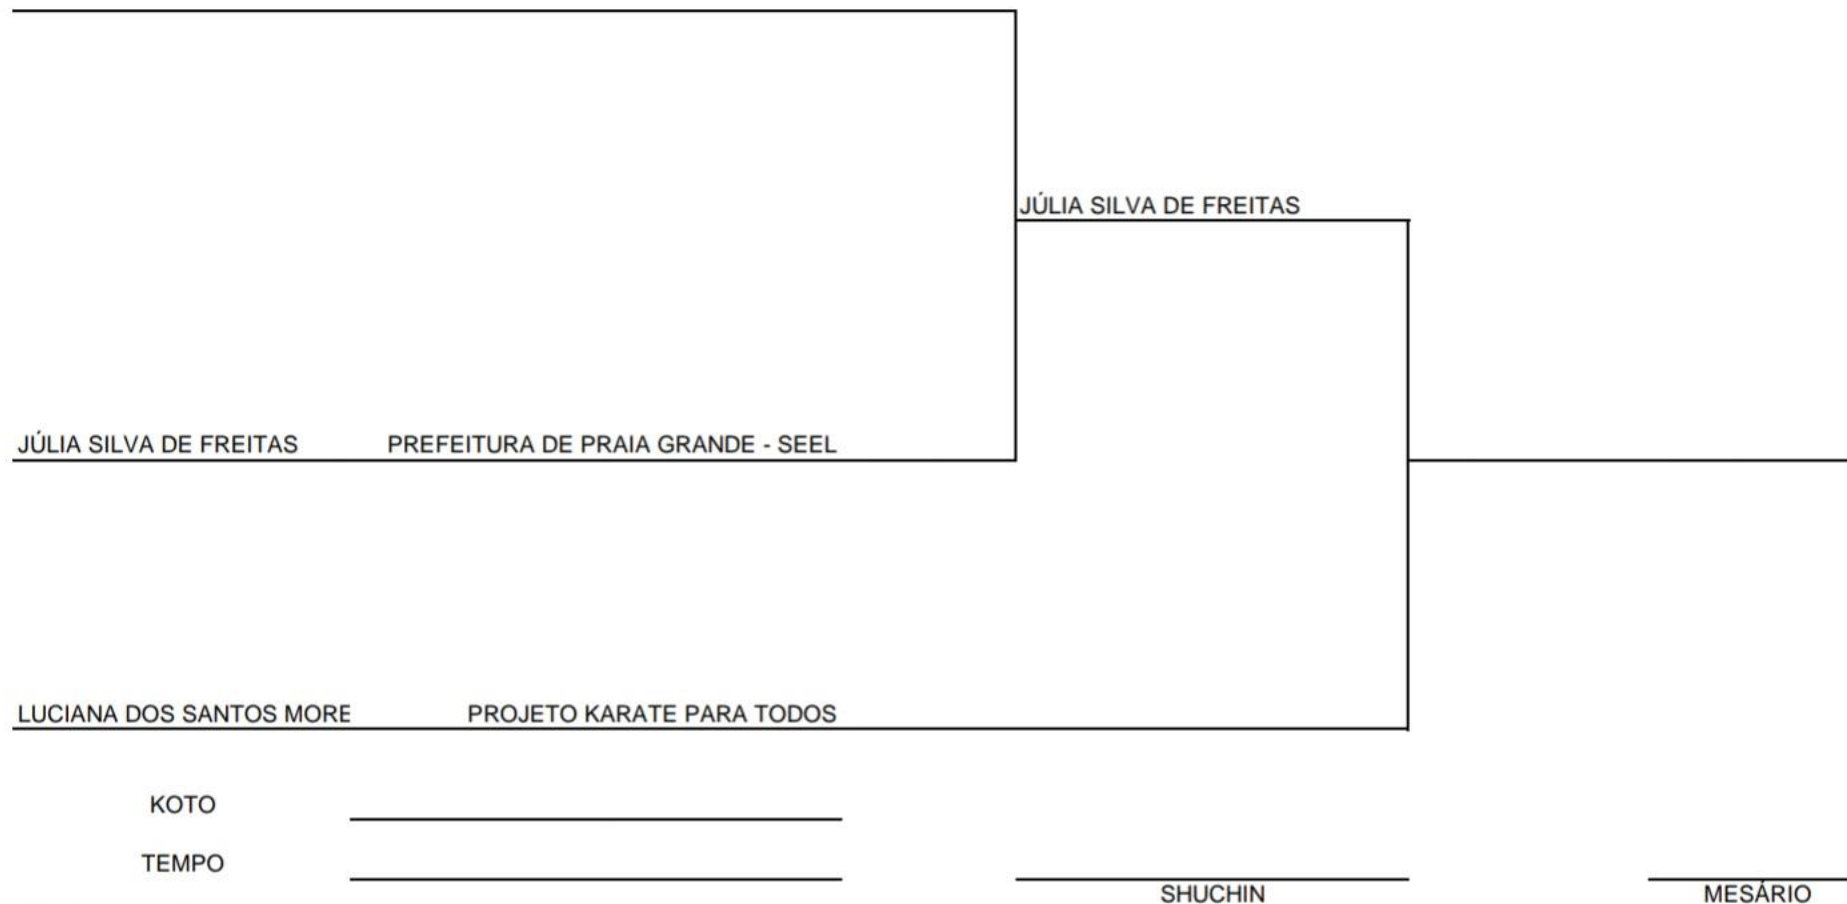 JÚLIA SILVA DE FREITAS
JÚLIA SILVA DE FREITAS PREFEITURA DE PRAIA GRANDE - SEEL
LUCIANA DOS SANTOS MORE PROJETO KARATE PARA TODOS
KOTO
TEMPO
SHUCHIN MESÁRIO